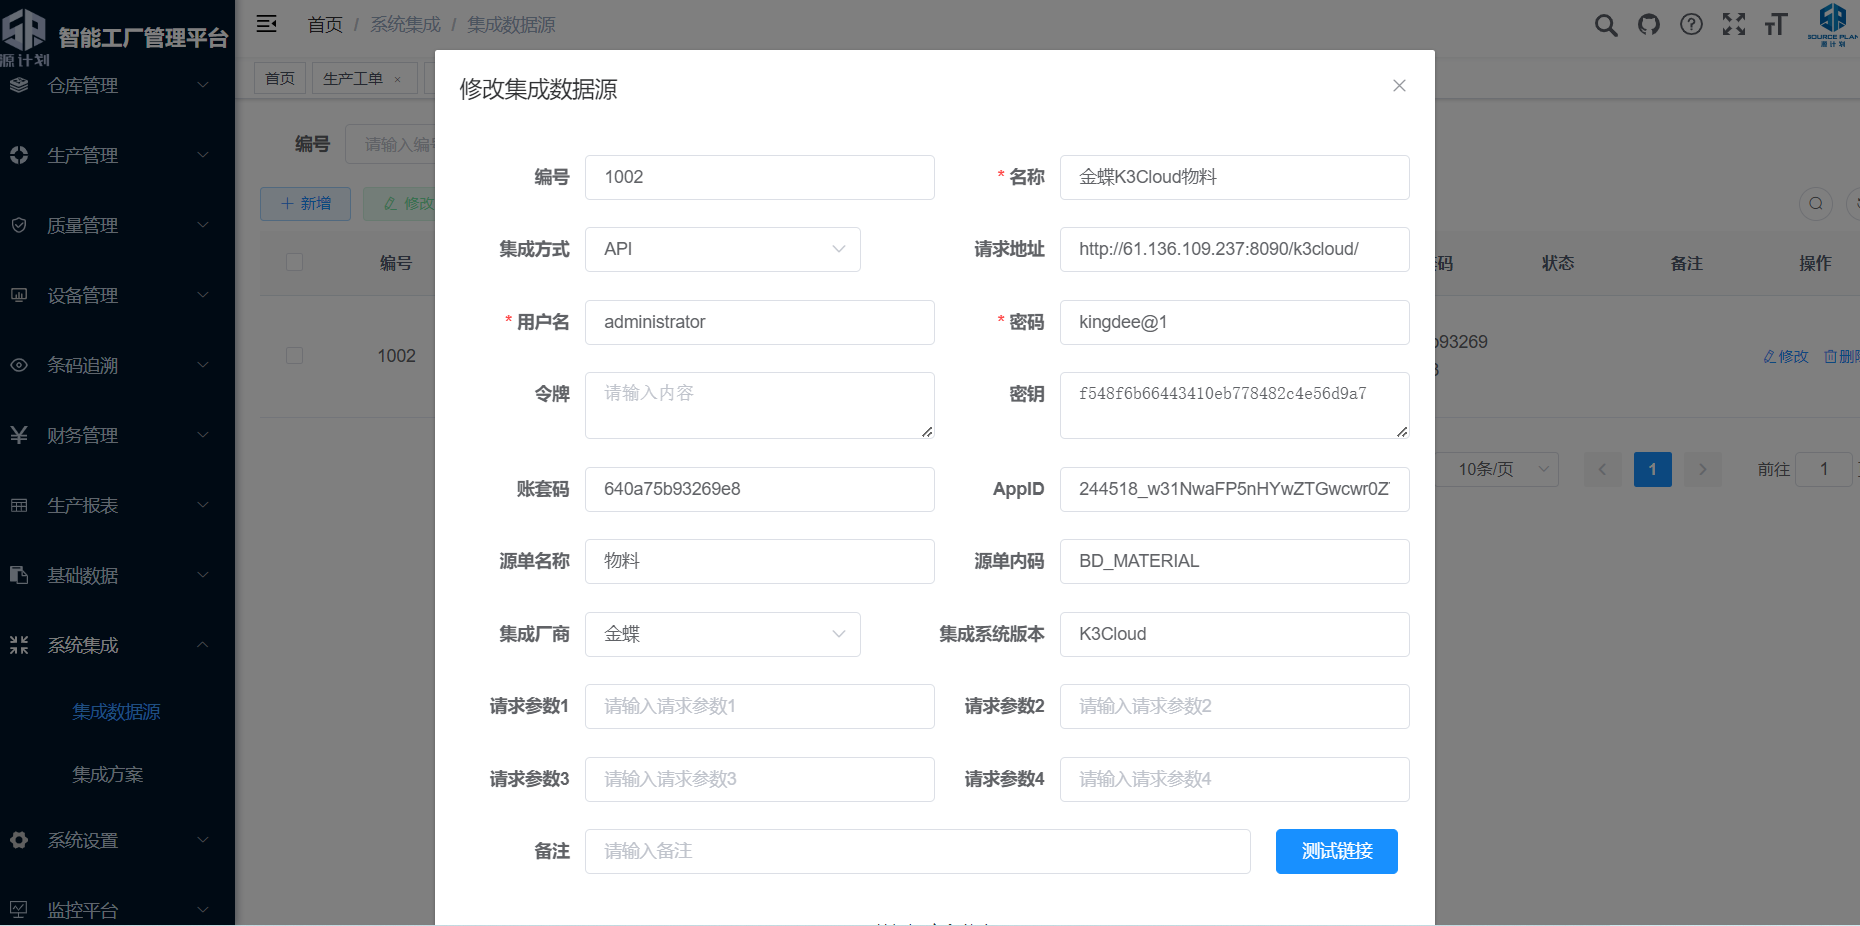 智能工厂管理平台
源计划
首页 / 系统集成 / 集成数据源
SOURCE PLAN
源计划
首页
生产工单 ×
仓库管理
生产管理
质量管理
设备管理
条码追溯
财务管理
生产报表
基础数据
系统集成
集成数据源
集成方案
系统设置
监控平台
编号 请输入编号
+ 新增
修改
编号
码 状态 备注 操作
1002
b93269
修改 删除
10条/页 1 前往 1
修改集成数据源
编号 1002
* 名称 金蝶K3Cloud物料
集成方式 API
请求地址 http://61.136.109.237:8090/k3cloud/
* 用户名 administrator
* 密码 kingdee@1
令牌 请输入内容
密钥 f548f6b66443410eb778482c4e56d9a7
账套码 640a75b93269e8
AppID 244518_w31NwaFP5nHYwZTGwcwr0Z
源单名称 物料
源单内码 BD_MATERIAL
集成厂商 金蝶
集成系统版本 K3Cloud
请求参数1 请输入请求参数1
请求参数2 请输入请求参数2
请求参数3 请输入请求参数3
请求参数4 请输入请求参数4
备注 请输入备注
测试链接